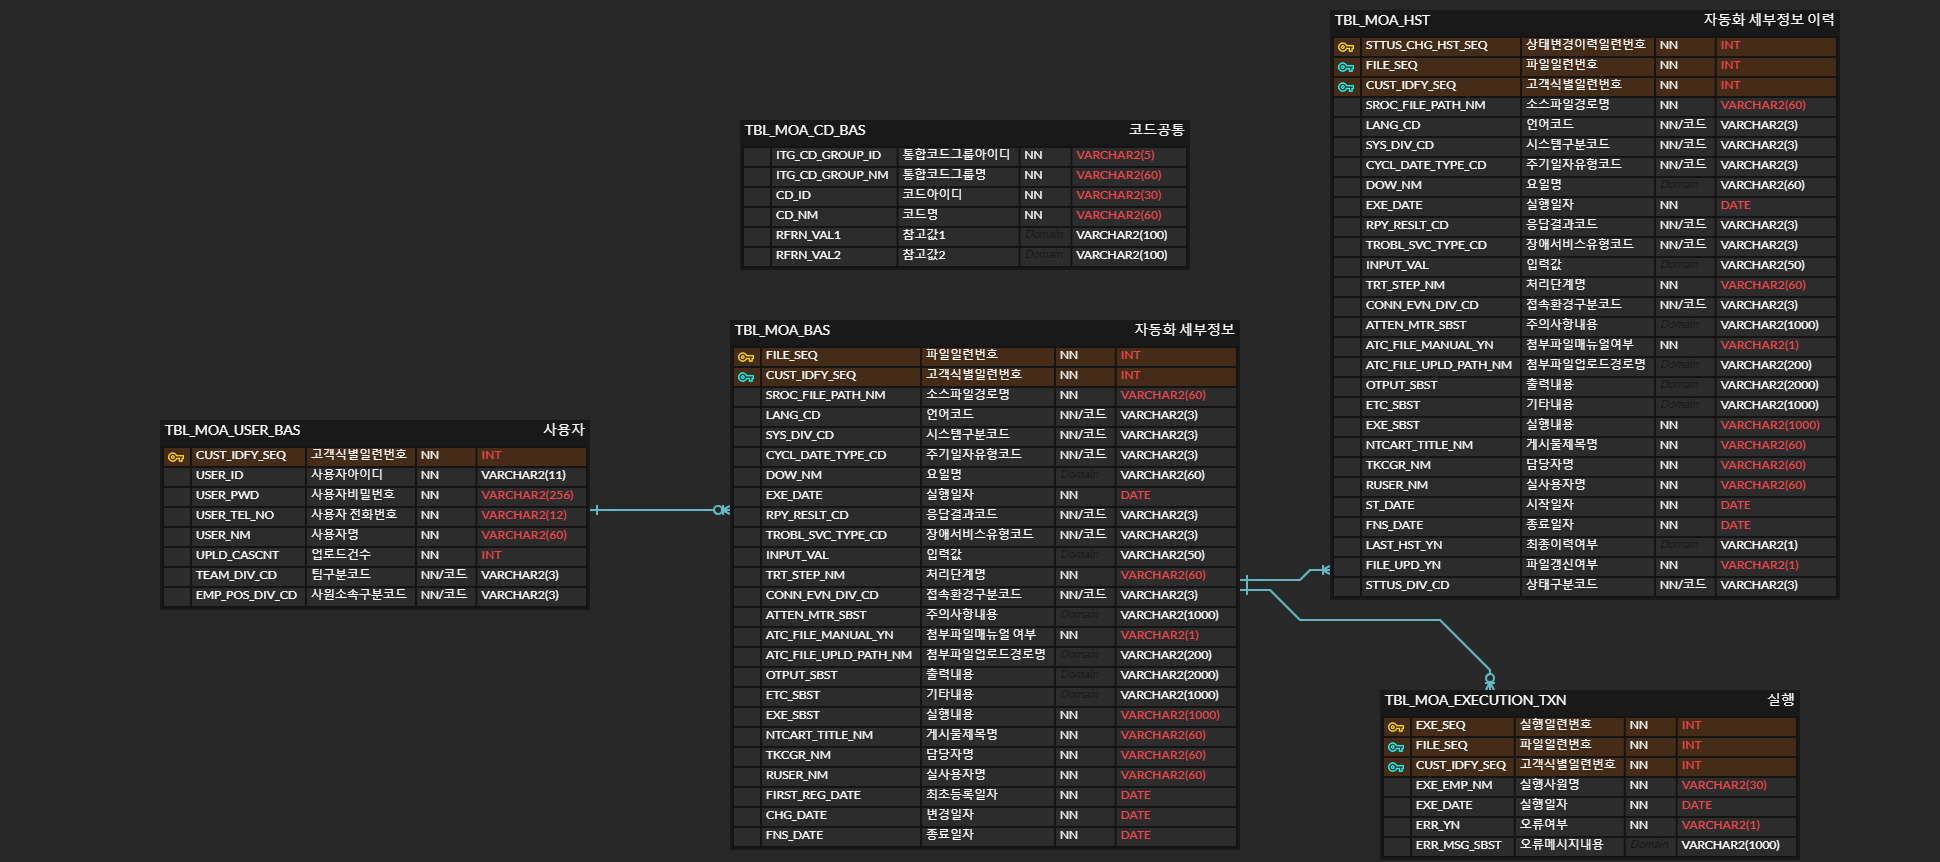 TBL_MOA_HST 자동화 세부정보 이력
STTUS_CHG_HST_SEQ 상태변경이력일련번호 NN INT
FILE_SEQ 파일일련번호 NN INT
CUST_IDFY_SEQ 고객식별일련번호 NN INT
SROC_FILE_PATH_NM 소스파일경로명 NN VARCHAR2(60)
LANG_CD 언어코드 NN/코드 VARCHAR2(3)
SYS_DIV_CD 시스템구분코드 NN/코드 VARCHAR2(3)
CYCL_DATE_TYPE_CD 주기일자유형코드 NN/코드 VARCHAR2(3)
DOW_NM 요일명 Domain VARCHAR2(60)
EXE_DATE 실행일자 NN DATE
RPY_RESLT_CD 응답결과코드 NN/코드 VARCHAR2(3)
TROBL_SVC_TYPE_CD 장애서비스유형코드 NN/코드 VARCHAR2(3)
INPUT_VAL 입력값 Domain VARCHAR2(50)
TRT_STEP_NM 처리단계명 NN VARCHAR2(60)
CONN_EVN_DIV_CD 접속환경구분코드 NN/코드 VARCHAR2(3)
ATTEN_MTR_SBST 주의사항내용 Domain VARCHAR2(1000)
ATC_FILE_MANUAL_YN 첨부파일매뉴얼여부 NN VARCHAR2(1)
ATC_FILE_UPLD_PATH_NM 첨부파일업로드경로명 Domain VARCHAR2(200)
OTPUT_SBST 출력내용 Domain VARCHAR2(2000)
ETC_SBST 기타내용 Domain VARCHAR2(1000)
EXE_SBST 실행내용 NN VARCHAR2(1000)
NTCART_TITLE_NM 게시물제목명 NN VARCHAR2(60)
TKCGR_NM 담당자명 NN VARCHAR2(60)
RUSER_NM 실사용자명 NN VARCHAR2(60)
ST_DATE 시작일자 NN DATE
FNS_DATE 종료일자 NN DATE
LAST_HST_YN 최종이력여부 Domain VARCHAR2(1)
FILE_UPD_YN 파일갱신여부 NN VARCHAR2(1)
STTUS_DIV_CD 상태구분코드 NN/코드 VARCHAR2(3)
TBL_MOA_CD_BAS 코드공통
ITG_CD_GROUP_ID 통합코드그룹아이디 NN VARCHAR2(5)
ITG_CD_GROUP_NM 통합코드그룹명 NN VARCHAR2(60)
CD_ID 코드아이디 NN VARCHAR2(30)
CD_NM 코드명 NN VARCHAR2(60)
RFRN_VAL1 참고값1 Domain VARCHAR2(100)
RFRN_VAL2 참고값2 Domain VARCHAR2(100)
TBL_MOA_BAS 자동화 세부정보
FILE_SEQ 파일일련번호 NN INT
CUST_IDFY_SEQ 고객식별일련번호 NN INT
SROC_FILE_PATH_NM 소스파일경로명 NN VARCHAR2(60)
LANG_CD 언어코드 NN/코드 VARCHAR2(3)
SYS_DIV_CD 시스템구분코드 NN/코드 VARCHAR2(3)
CYCL_DATE_TYPE_CD 주기일자유형코드 NN/코드 VARCHAR2(3)
DOW_NM 요일명 Domain VARCHAR2(60)
EXE_DATE 실행일자 NN DATE
RPY_RESLT_CD 응답결과코드 NN/코드 VARCHAR2(3)
TROBL_SVC_TYPE_CD 장애서비스유형코드 NN/코드 VARCHAR2(3)
INPUT_VAL 입력값 Domain VARCHAR2(50)
TRT_STEP_NM 처리단계명 NN VARCHAR2(60)
CONN_EVN_DIV_CD 접속환경구분코드 NN/코드 VARCHAR2(3)
ATTEN_MTR_SBST 주의사항내용 Domain VARCHAR2(1000)
ATC_FILE_MANUAL_YN 첨부파일매뉴얼 여부 NN VARCHAR2(1)
ATC_FILE_UPLD_PATH_NM 첨부파일업로드경로명 Domain VARCHAR2(200)
OTPUT_SBST 출력내용 Domain VARCHAR2(2000)
ETC_SBST 기타내용 Domain VARCHAR2(1000)
EXE_SBST 실행내용 NN VARCHAR2(1000)
NTCART_TITLE_NM 게시물제목명 NN VARCHAR2(60)
TKCGR_NM 담당자명 NN VARCHAR2(60)
RUSER_NM 실사용자명 NN VARCHAR2(60)
FIRST_REG_DATE 최초등록일자 NN DATE
CHG_DATE 변경일자 NN DATE
FNS_DATE 종료일자 NN DATE
TBL_MOA_USER_BAS 사용자
CUST_IDFY_SEQ 고객식별일련번호 NN INT
USER_ID 사용자아이디 NN VARCHAR2(11)
USER_PWD 사용자비밀번호 NN VARCHAR2(256)
USER_TEL_NO 사용자 전화번호 NN VARCHAR2(12)
USER_NM 사용자명 NN VARCHAR2(60)
UPLD_CASCNT 업로드건수 NN INT
TEAM_DIV_CD 팀구분코드 NN/코드 VARCHAR2(3)
EMP_POS_DIV_CD 사원소속구분코드 NN/코드 VARCHAR2(3)
TBL_MOA_EXECUTION_TXN 실행
EXE_SEQ 실행일련번호 NN INT
FILE_SEQ 파일일련번호 NN INT
CUST_IDFY_SEQ 고객식별일련번호 NN INT
EXE_EMP_NM 실행사원명 NN VARCHAR2(30)
EXE_DATE 실행일자 NN DATE
ERR_YN 오류여부 NN VARCHAR2(1)
ERR_MSG_SBST 오류메시지내용 Domain VARCHAR2(1000)